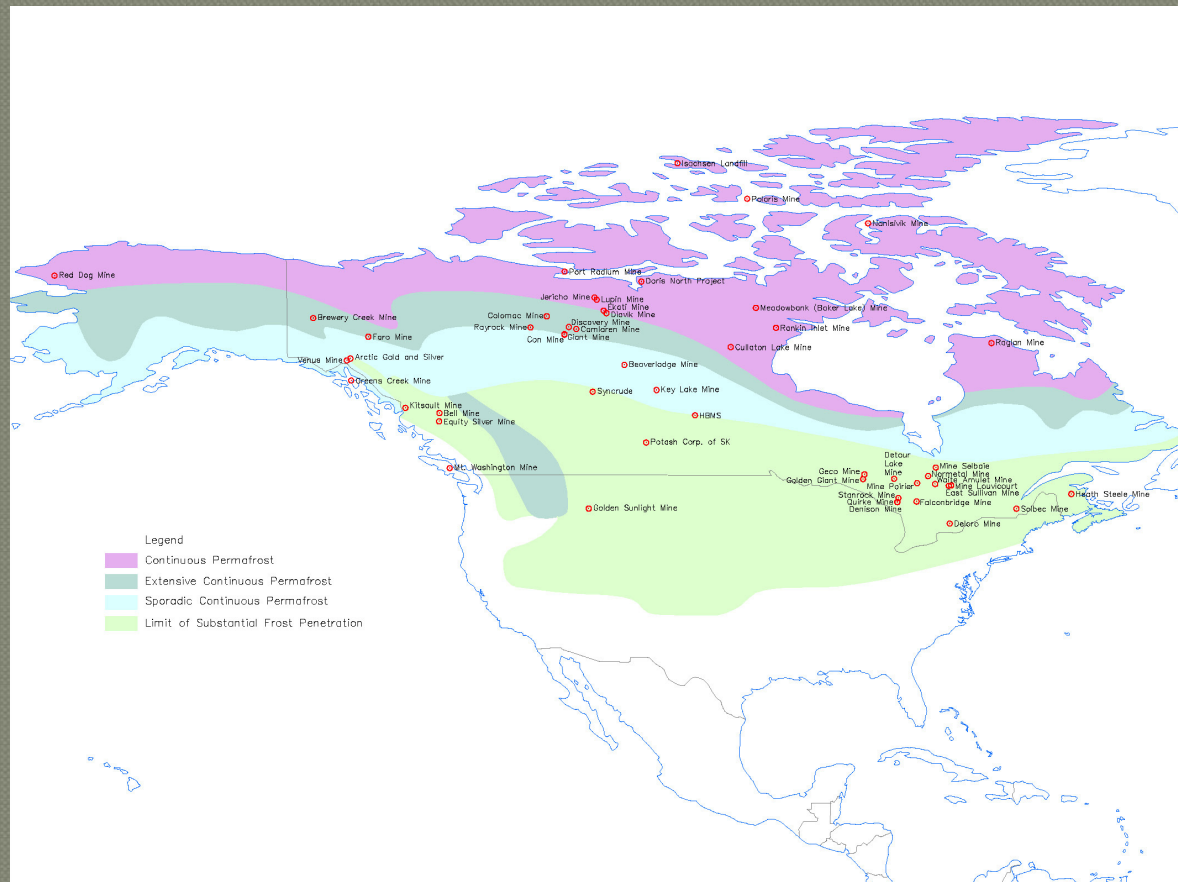 Isachsen Landfill
Polaris Mine
Nanisivik Mine
Red Dog Mine
Port Radium Mine
Doris North Project
Jericho Mine
Lupin Mine
Ekati Mine
Diavik Mine
Meadowbank (Baker Lake) Mine
Brewery Creek Mine
Colomac Mine
Discovery Mine
Rayrock Mine
Camlaren Mine
Rankin Inlet Mine
Faro Mine
Con Mine
Giant Mine
Cullaton Lake Mine
Raglan Mine
Arctic Gold and Silver
Venus Mine
Beaverlodge Mine
Greens Creek Mine
Syncrude
Key Lake Mine
Kitsault Mine
Bell Mine
Equity Silver Mine
HBMS
Potash Corp. of SK
Mt. Washington Mine
Detour
Lake
Mine
Mine Selbaie
Geco Mine
Normetal Mine
Golden Giant Mine
Waite Amulet Mine
Mine Poirier
Mine Louvicourt
East Sullivan Mine
Heath Steele Mine
Stanrock Mine
Quirke Mine
Falconbridge Mine
Denison Mine
Solbec Mine
Golden Sunlight Mine
Deloro Mine
Legend
Continuous Permafrost
Extensive Continuous Permafrost
Sporadic Continuous Permafrost
Limit of Substantial Frost Penetration